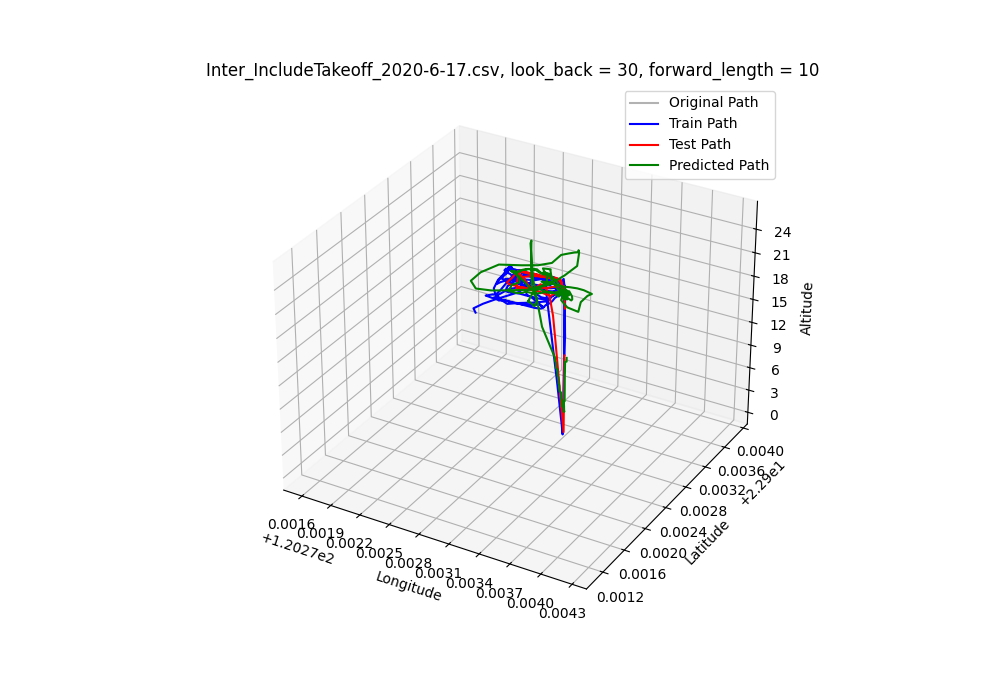 Inter_IncludeTakeoff_2020-6-17.csv, look_back = 30, forward_length = 10
Original Path
Train Path
Test Path
Predicted Path
24
21
18
15
12
9
6
3
0
Altitude
0.0040
0.0036
0.0032
0.0028
0.0024
0.0020
0.0016
0.0012
+2.29e1
Latitude
0.0016
0.0019
0.0022
0.0025
0.0028
0.0031
0.0034
0.0037
0.0040
0.0043
+1.2027e2
Longitude